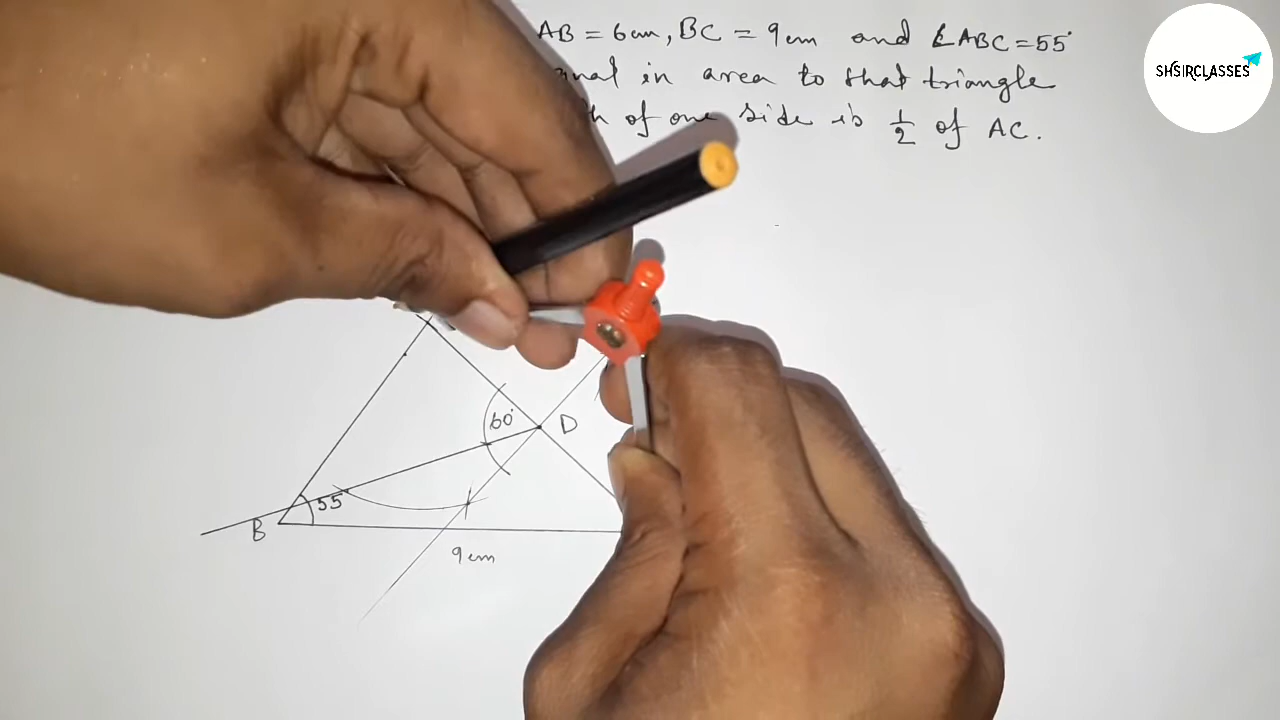 AB = 6cm, BC = 9cm and ∠ABC = 55°
in area to that triangle
of one side is 1/2 of AC.
SHSIRCLASSES
60°
D
55°
B
9cm